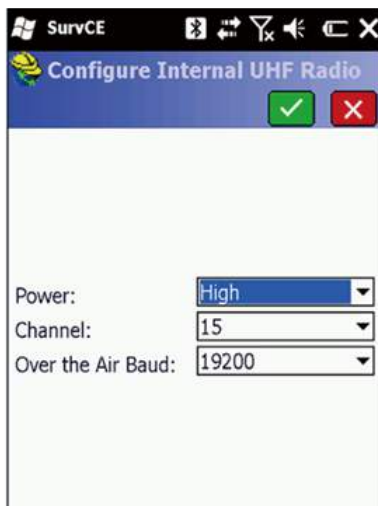 SurvCE
Configure Internal UHF Radio
Power: High
Channel: 15
Over the Air Baud: 19200